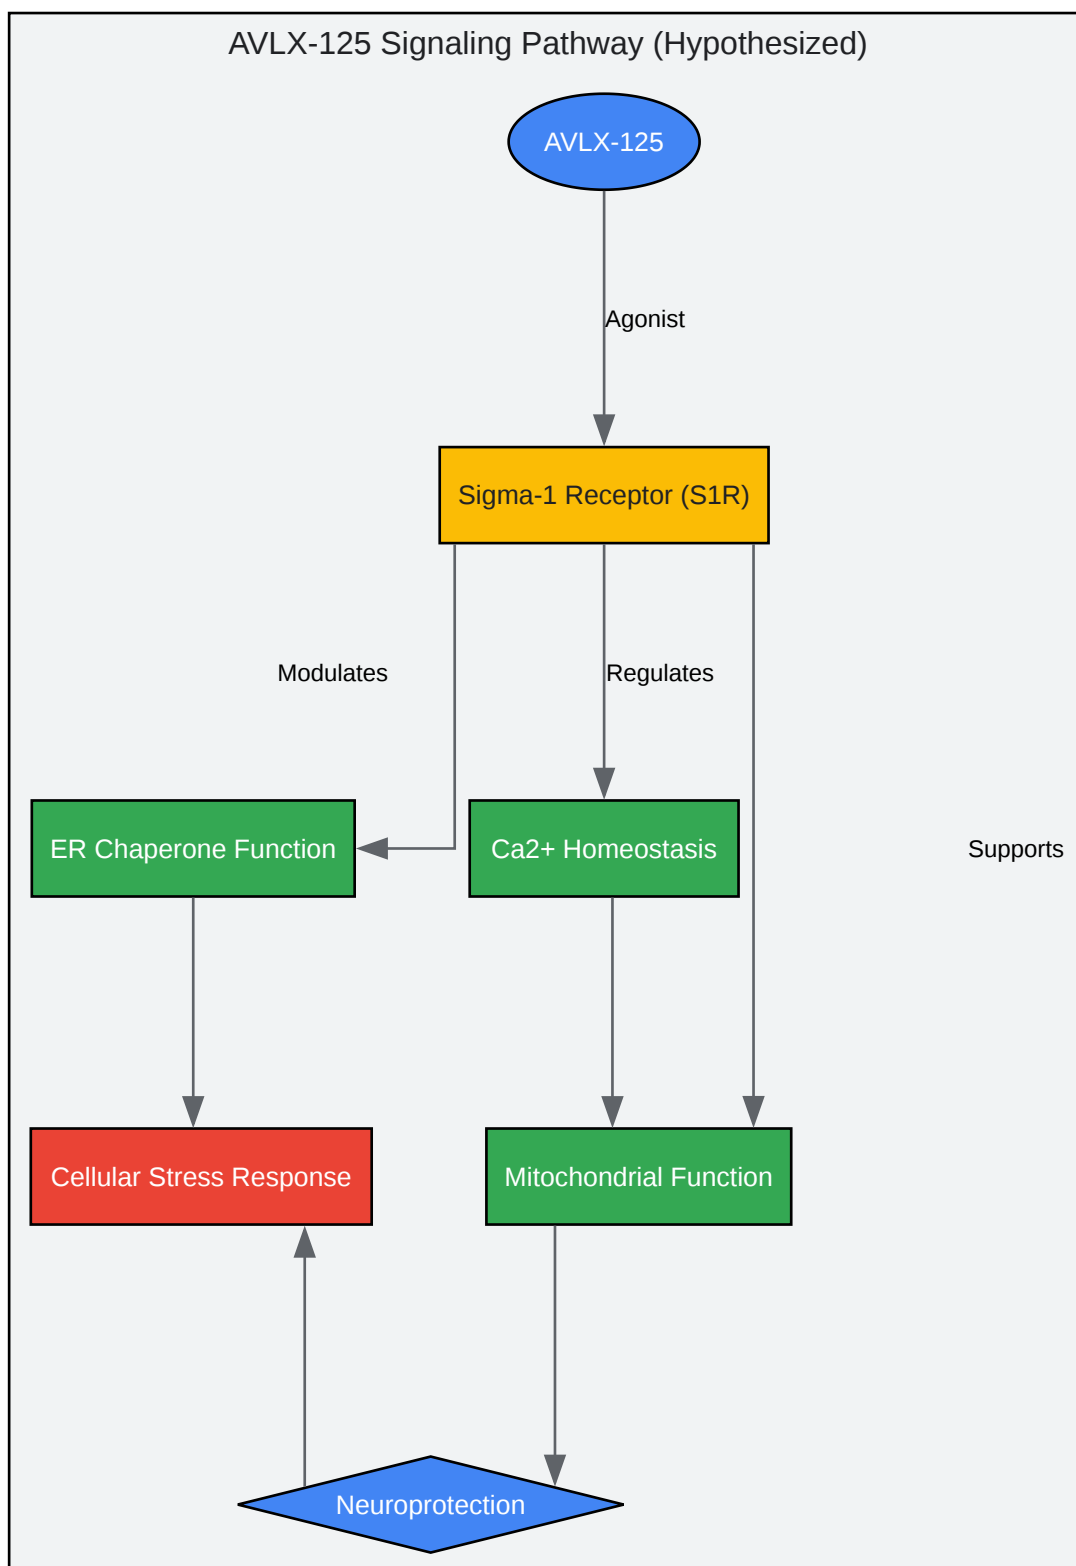 AVLX-125 Signaling Pathway (Hypothesized)
AVLX-125
Agonist
Sigma-1 Receptor (S1R)
Modulates
Regulates
ER Chaperone Function
Ca2+ Homeostasis
Supports
Cellular Stress Response
Mitochondrial Function
Neuroprotection